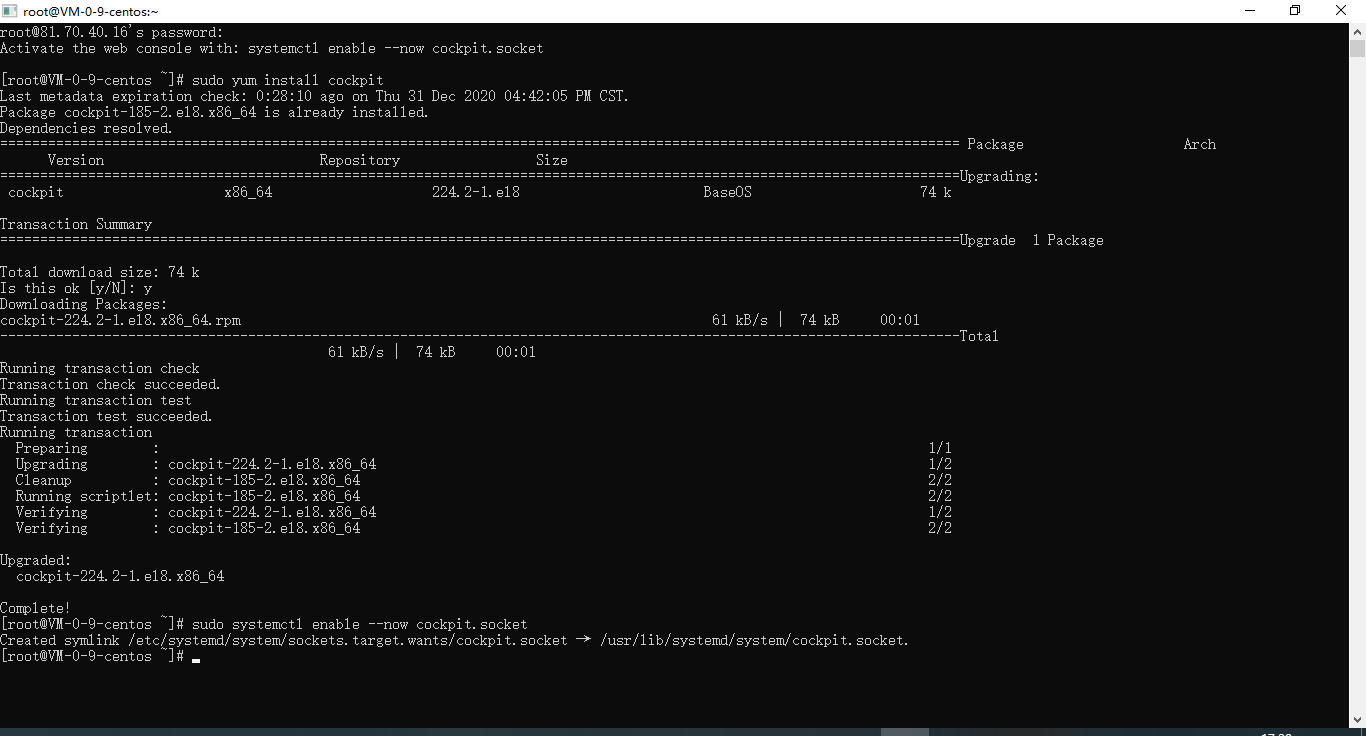 root@VM-0-9-centos:~
root@81.70.40.16's password:
Activate the web console with: systemctl enable --now cockpit.socket
[root@VM-0-9-centos ~]# sudo yum install cockpit
Last metadata expiration check: 0:28:10 ago on Thu 31 Dec 2020 04:42:05 PM CST.
Package cockpit-185-2.el8.x86_64 is already installed.
Dependencies resolved.
======================================================================================================================== Package Arch
Version Repository Size
========================================================================================================================Upgrading:
cockpit x86_64 224.2-1.el8 BaseOS 74 k
Transaction Summary
========================================================================================================================Upgrade 1 Package
Total download size: 74 k
Is this ok [y/N]: y
Downloading Packages:
cockpit-224.2-1.el8.x86_64.rpm 61 kB/s | 74 kB 00:01
------------------------------------------------------------------------------------------------------------------------Total
61 kB/s | 74 kB 00:01
Running transaction check
Transaction check succeeded.
Running transaction test
Transaction test succeeded.
Running transaction
Preparing : 1/1
Upgrading : cockpit-224.2-1.el8.x86_64 1/2
Cleanup : cockpit-185-2.el8.x86_64 2/2
Running scriptlet: cockpit-185-2.el8.x86_64 2/2
Verifying : cockpit-224.2-1.el8.x86_64 1/2
Verifying : cockpit-185-2.el8.x86_64 2/2
Upgraded:
cockpit-224.2-1.el8.x86_64
Complete!
[root@VM-0-9-centos ~]# sudo systemctl enable --now cockpit.socket
Created symlink /etc/systemd/system/sockets.target.wants/cockpit.socket → /usr/lib/systemd/system/cockpit.socket.
[root@VM-0-9-centos ~]#